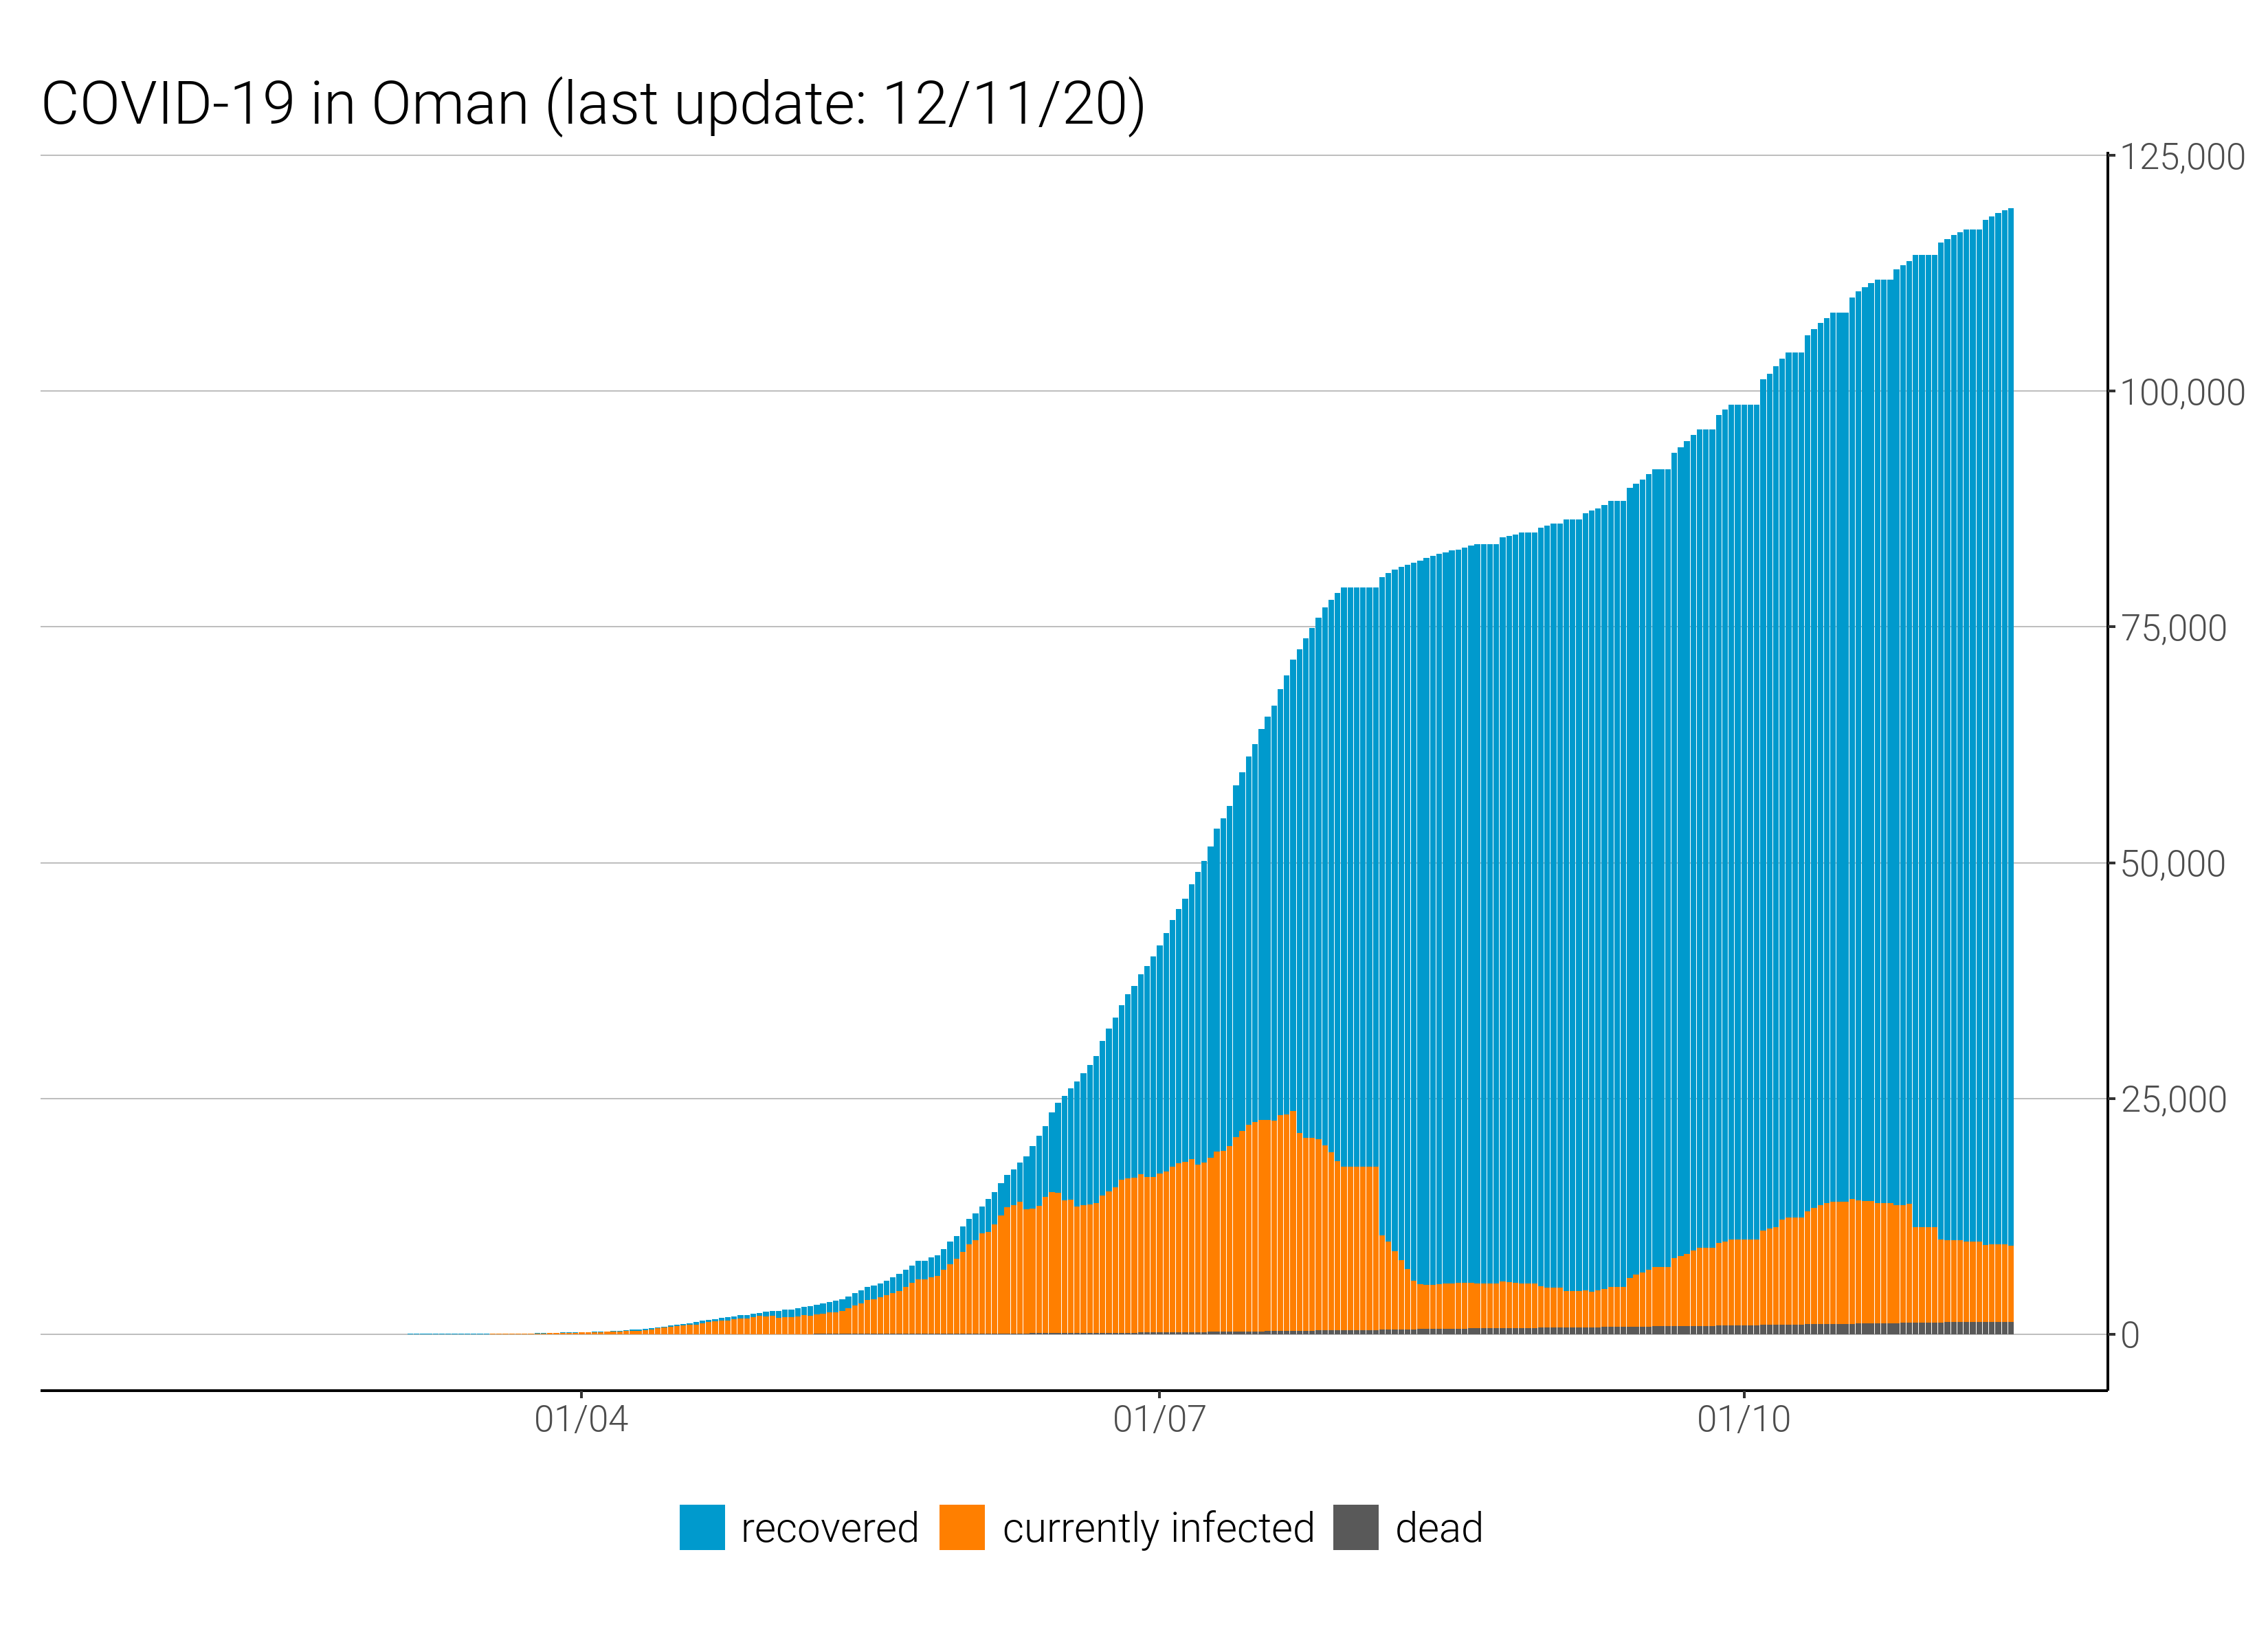 COVID-19 in Oman (last update: 12/11/20)
125,000
100,000
75,000
50,000
25,000
0
01/04 01/07 01/10
recovered currently infected dead